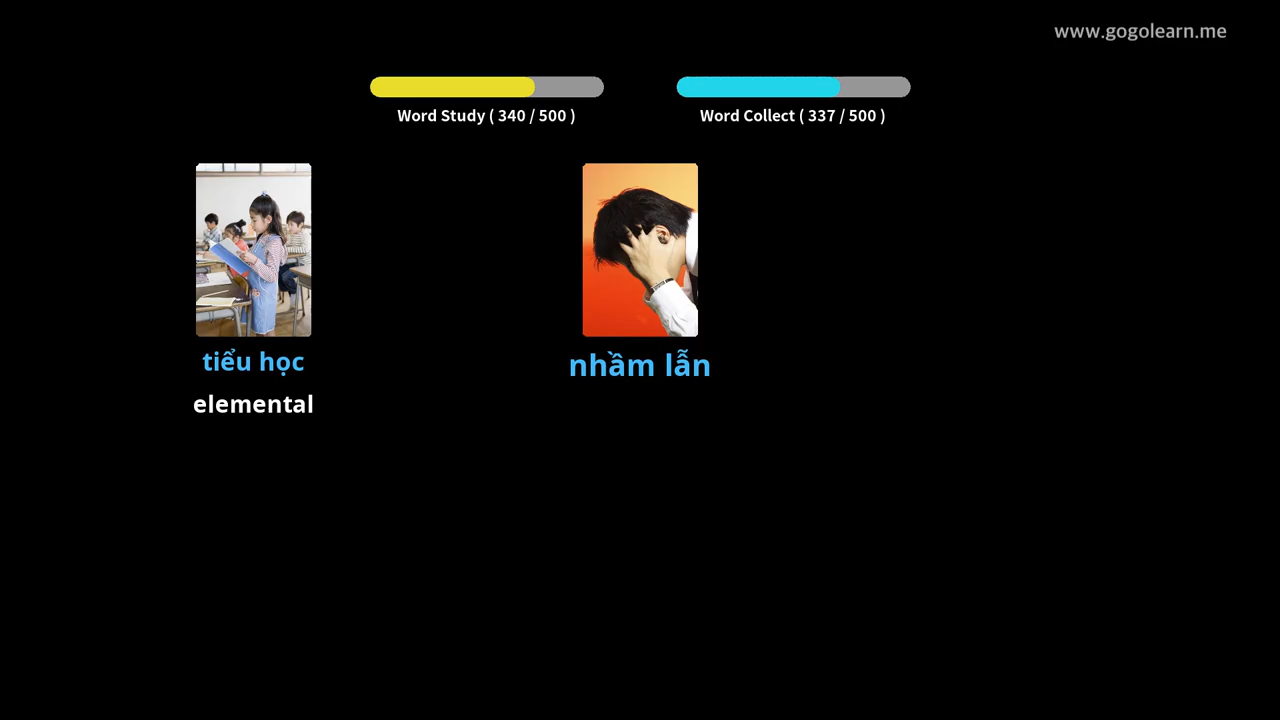 www.gogolearn.me
Word Study ( 340 / 500 )
Word Collect ( 337 / 500 )
tiểu học
nhầm lẫn
elemental